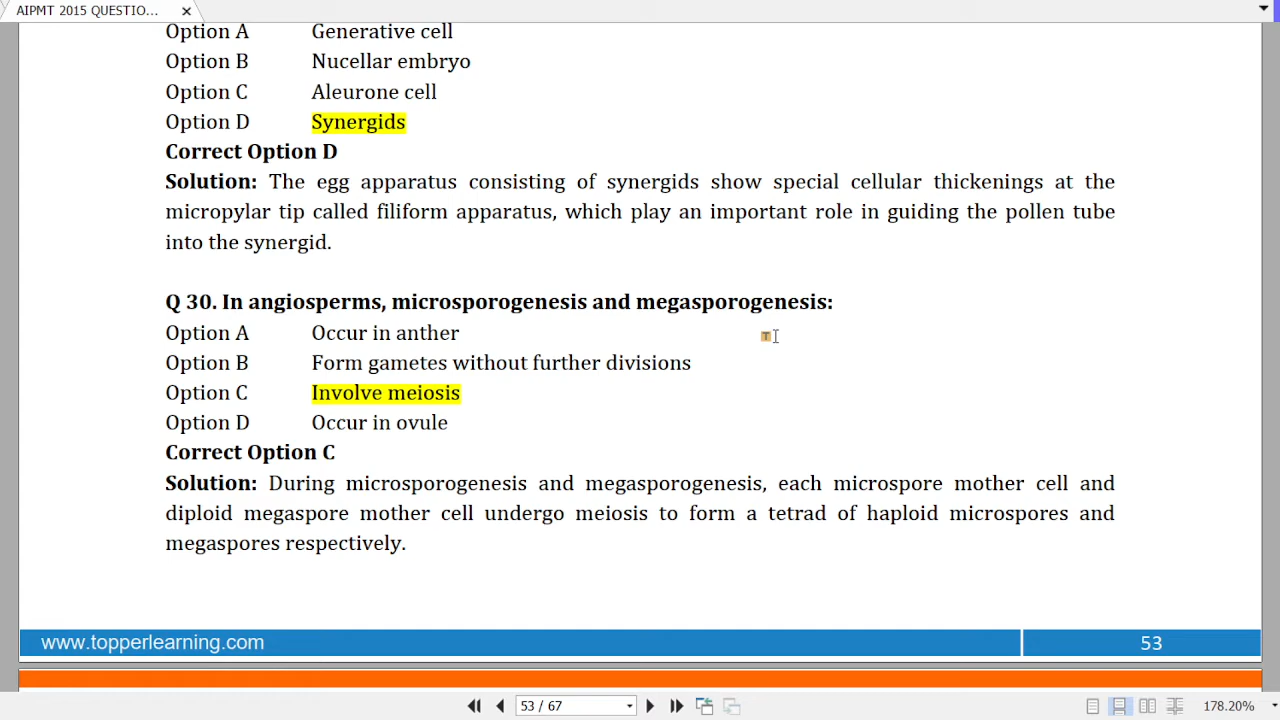 AIPMT 2015 QUESTIO...
Option A Generative cell
Option B Nucellar embryo
Option C Aleurone cell
Option D Synergids
Correct Option D
Solution: The egg apparatus consisting of synergids show special cellular thickenings at the
micropylar tip called filiform apparatus, which play an important role in guiding the pollen tube
into the synergid.
Q 30. In angiosperms, microsporogenesis and megasporogenesis:
Option A Occur in anther
Option B Form gametes without further divisions
Option C Involve meiosis
Option D Occur in ovule
Correct Option C
Solution: During microsporogenesis and megasporogenesis, each microspore mother cell and
diploid megaspore mother cell undergo meiosis to form a tetrad of haploid microspores and
megaspores respectively.
www.topperlearning.com 53
53 / 67 178.20%